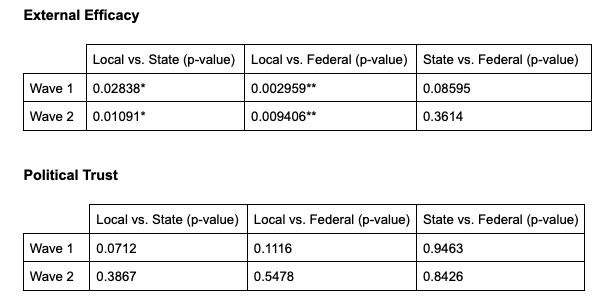 External Efficacy
Local vs. State (p-value) Local vs. Federal (p-value) State vs. Federal (p-value)
Wave 1 0.02838* 0.002959** 0.08595
Wave 2 0.01091* 0.009406** 0.3614
Political Trust
Local vs. State (p-value) Local vs. Federal (p-value) State vs. Federal (p-value)
Wave 1 0.0712 0.1116 0.9463
Wave 2 0.3867 0.5478 0.8426